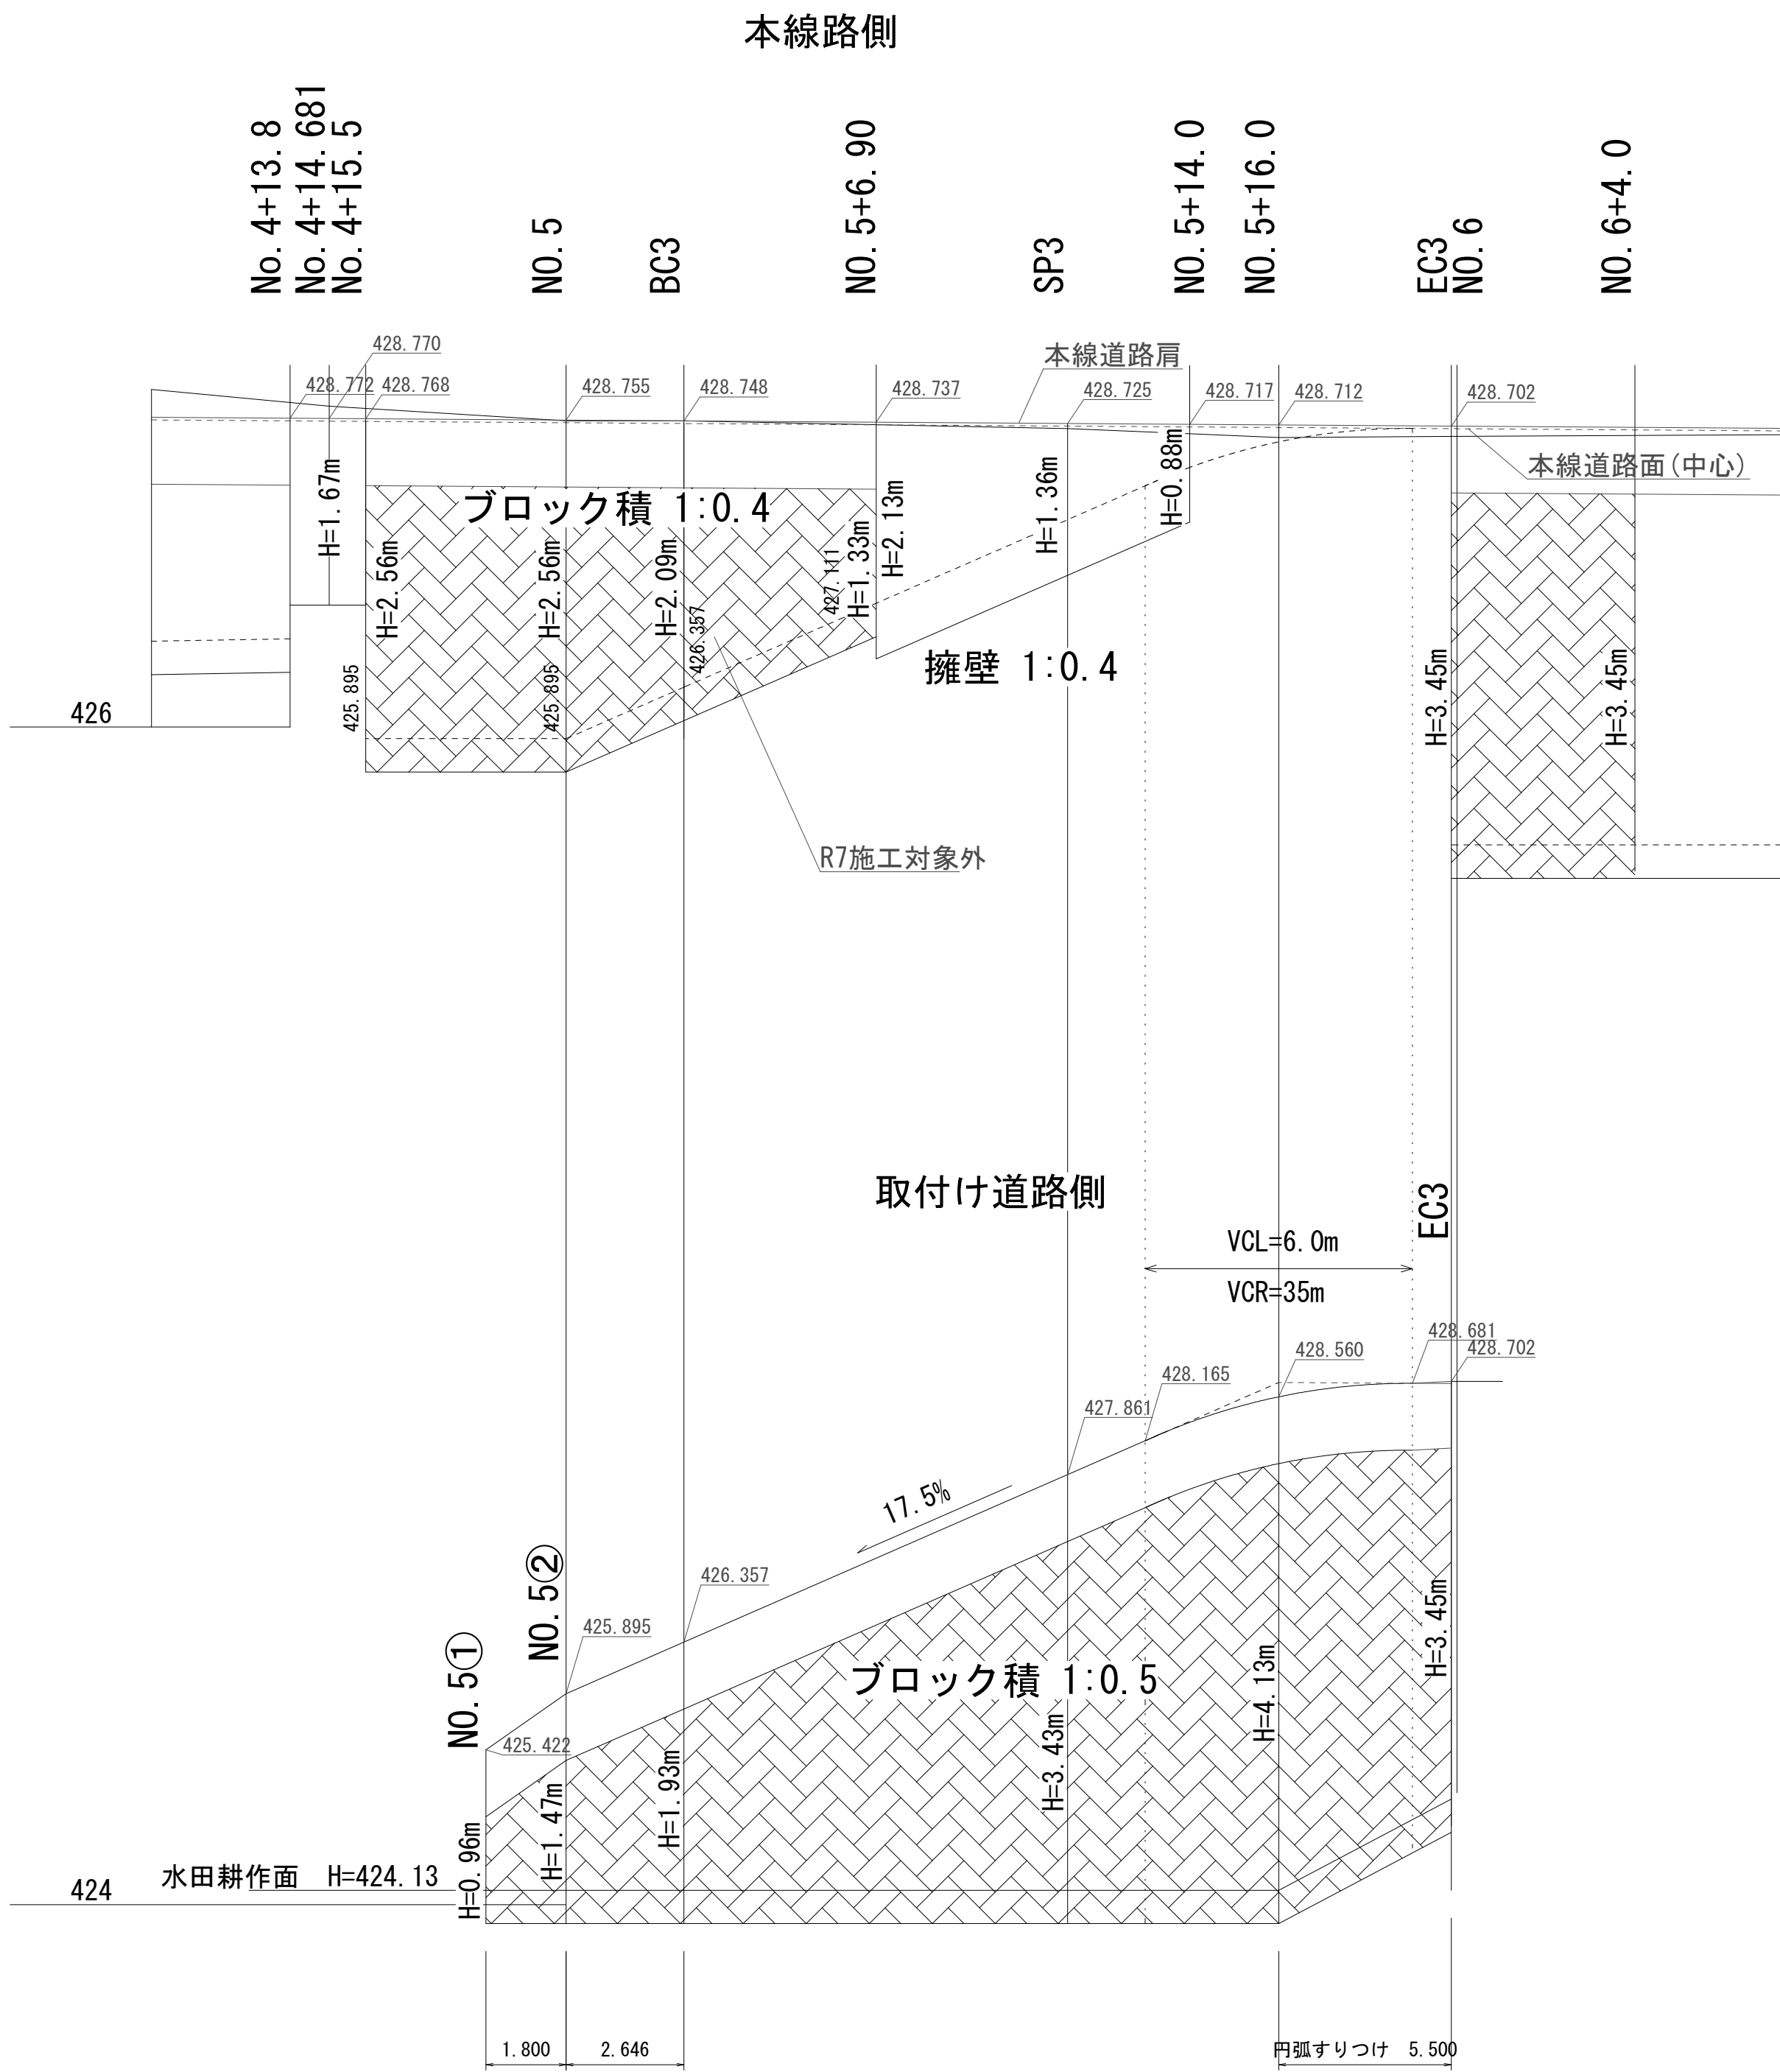 本線路側
No.4+13.8
No.4+14.681
No.4+15.5
NO.5
BC3
NO.5+6.90
SP3
NO.5+14.0
NO.5+16.0
EC3
NO.6
NO.6+4.0
428.770
428.772
428.768
428.755
428.748
428.737
本線道路肩
428.725
428.717
428.712
428.702
本線道路面(中心)
H=1.67m
ブロック積 1:0.4
H=2.56m
H=2.56m
H=2.09m
427.111
H=1.33m
H=2.13m
H=1.36m
H=0.88m
426.357
425.895
425.895
擁壁 1:0.4
H=3.45m
H=3.45m
426
R7施工対象外
取付け道路側
EC3
VCL=6.0m
VCR=35m
428.681
428.702
428.560
428.165
427.861
17.5%
426.357
NO.5②
425.895
NO.5①
425.422
ブロック積 1:0.5
H=0.96m
H=1.47m
H=1.93m
H=3.43m
H=4.13m
H=3.45m
水田耕作面 H=424.13
424
1.800
2.646
円弧すりつけ 5.500